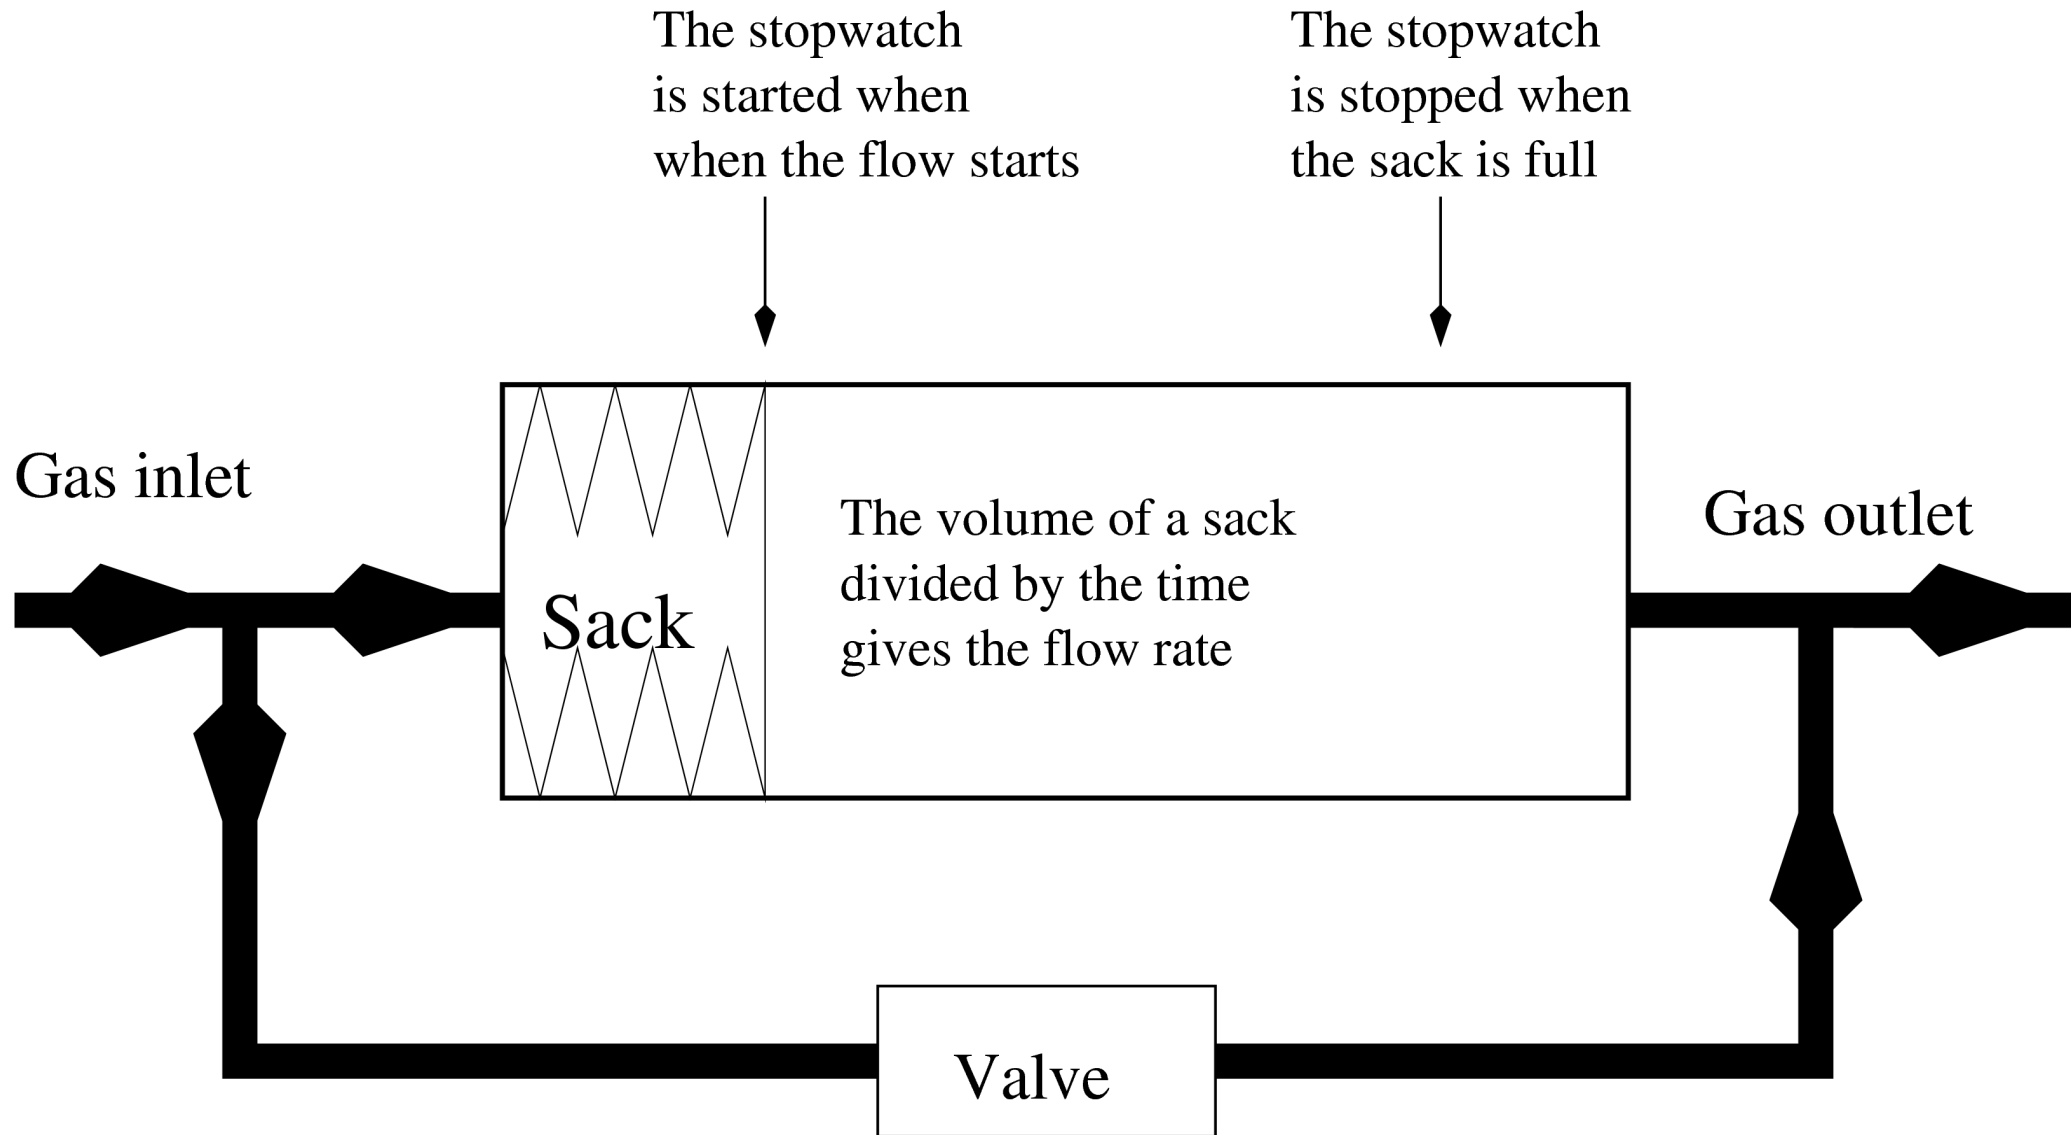 The stopwatch
is started when
when the flow starts
The stopwatch
is stopped when
the sack is full
Gas inlet
Sack
The volume of a sack
divided by the time
gives the flow rate
Gas outlet
Valve